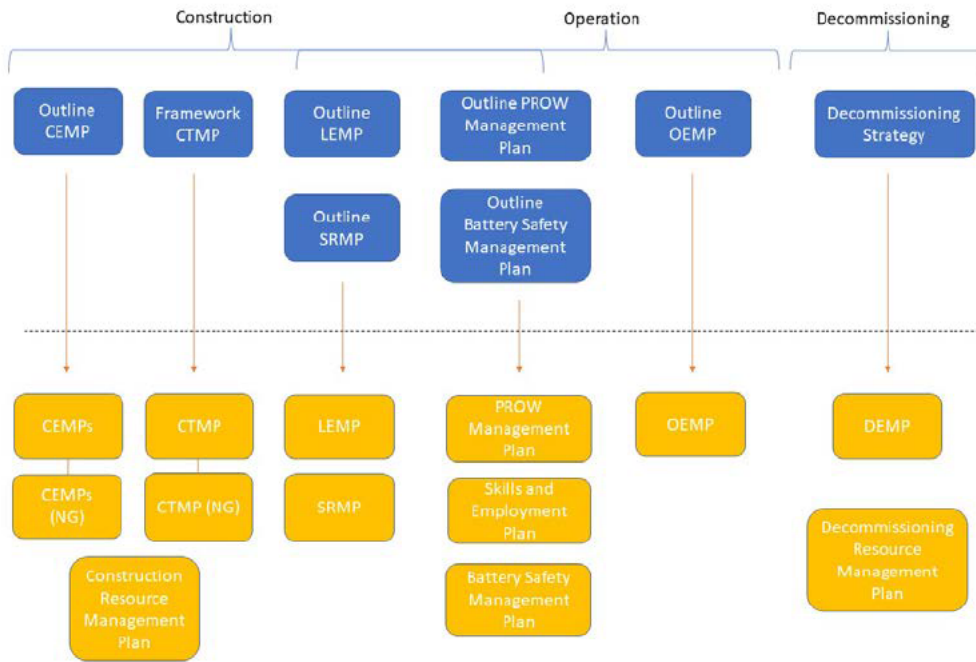 Construction
Operation
Decommissioning
Outline
CEMP
Framework
CTMP
Outline
LEMP
Outline PROW
Management
Plan
Outline
OEMP
Decommissioning
Strategy
Outline
SRMP
Outline
Battery Safety
Management
Plan
CEMPs
CTMP
LEMP
PROW
Management
Plan
OEMP
DEMP
CEMPs
(NG)
CTMP (NG)
SRMP
Skills and
Employment
Plan
Decommissioning
Resource
Management
Plan
Construction
Resource
Management
Plan
Battery Safety
Management
Plan